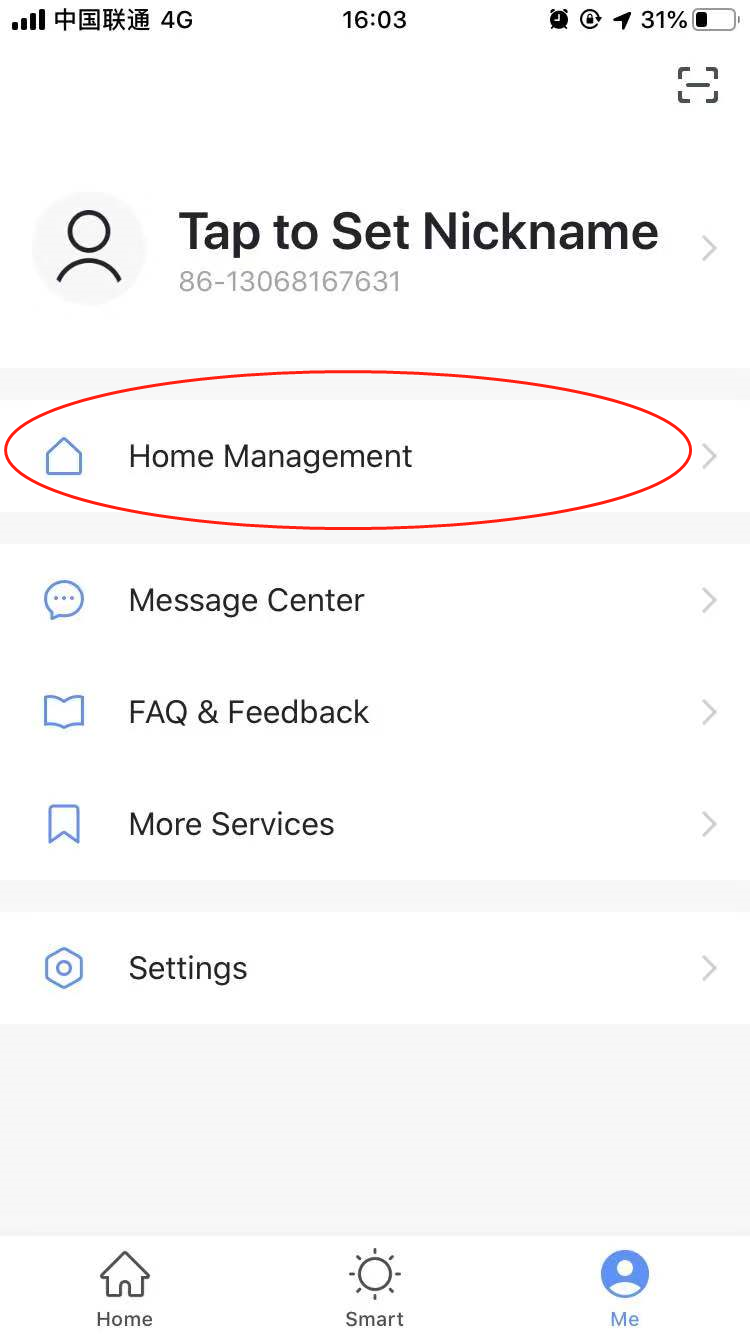 中国联通 4G 16:03 31%
Tap to Set Nickname
86-13068167631
Home Management
Message Center
FAQ & Feedback
More Services
Settings
Home Smart Me